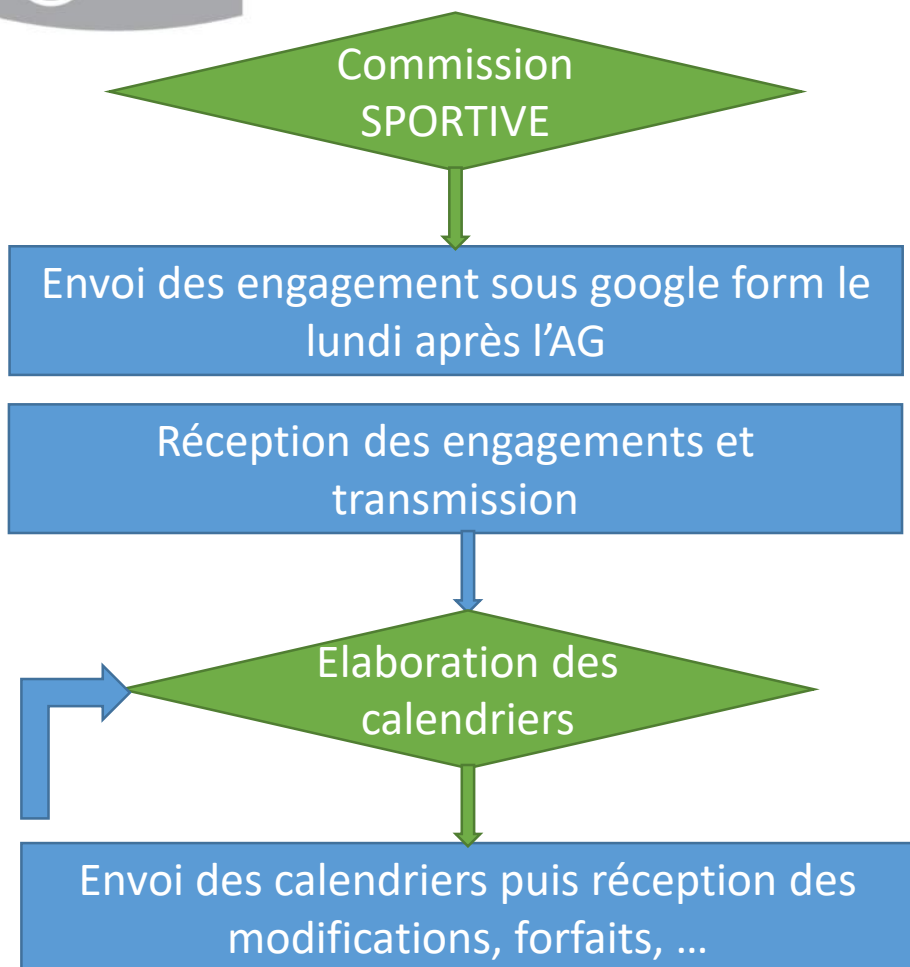 Commission
SPORTIVE
Envoi des engagement sous google form le
lundi après l’AG
Réception des engagements et
transmission
Elaboration des
calendriers
Envoi des calendriers puis réception des
modifications, forfaits, …